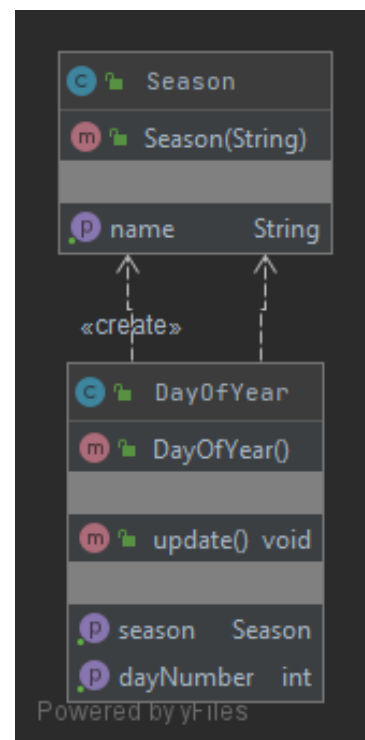 C Season
m Season(String)
p name String
«create»
C DayOfYear
m DayOfYear()
m update() void
p season Season
p dayNumber int
Powered by yFiles